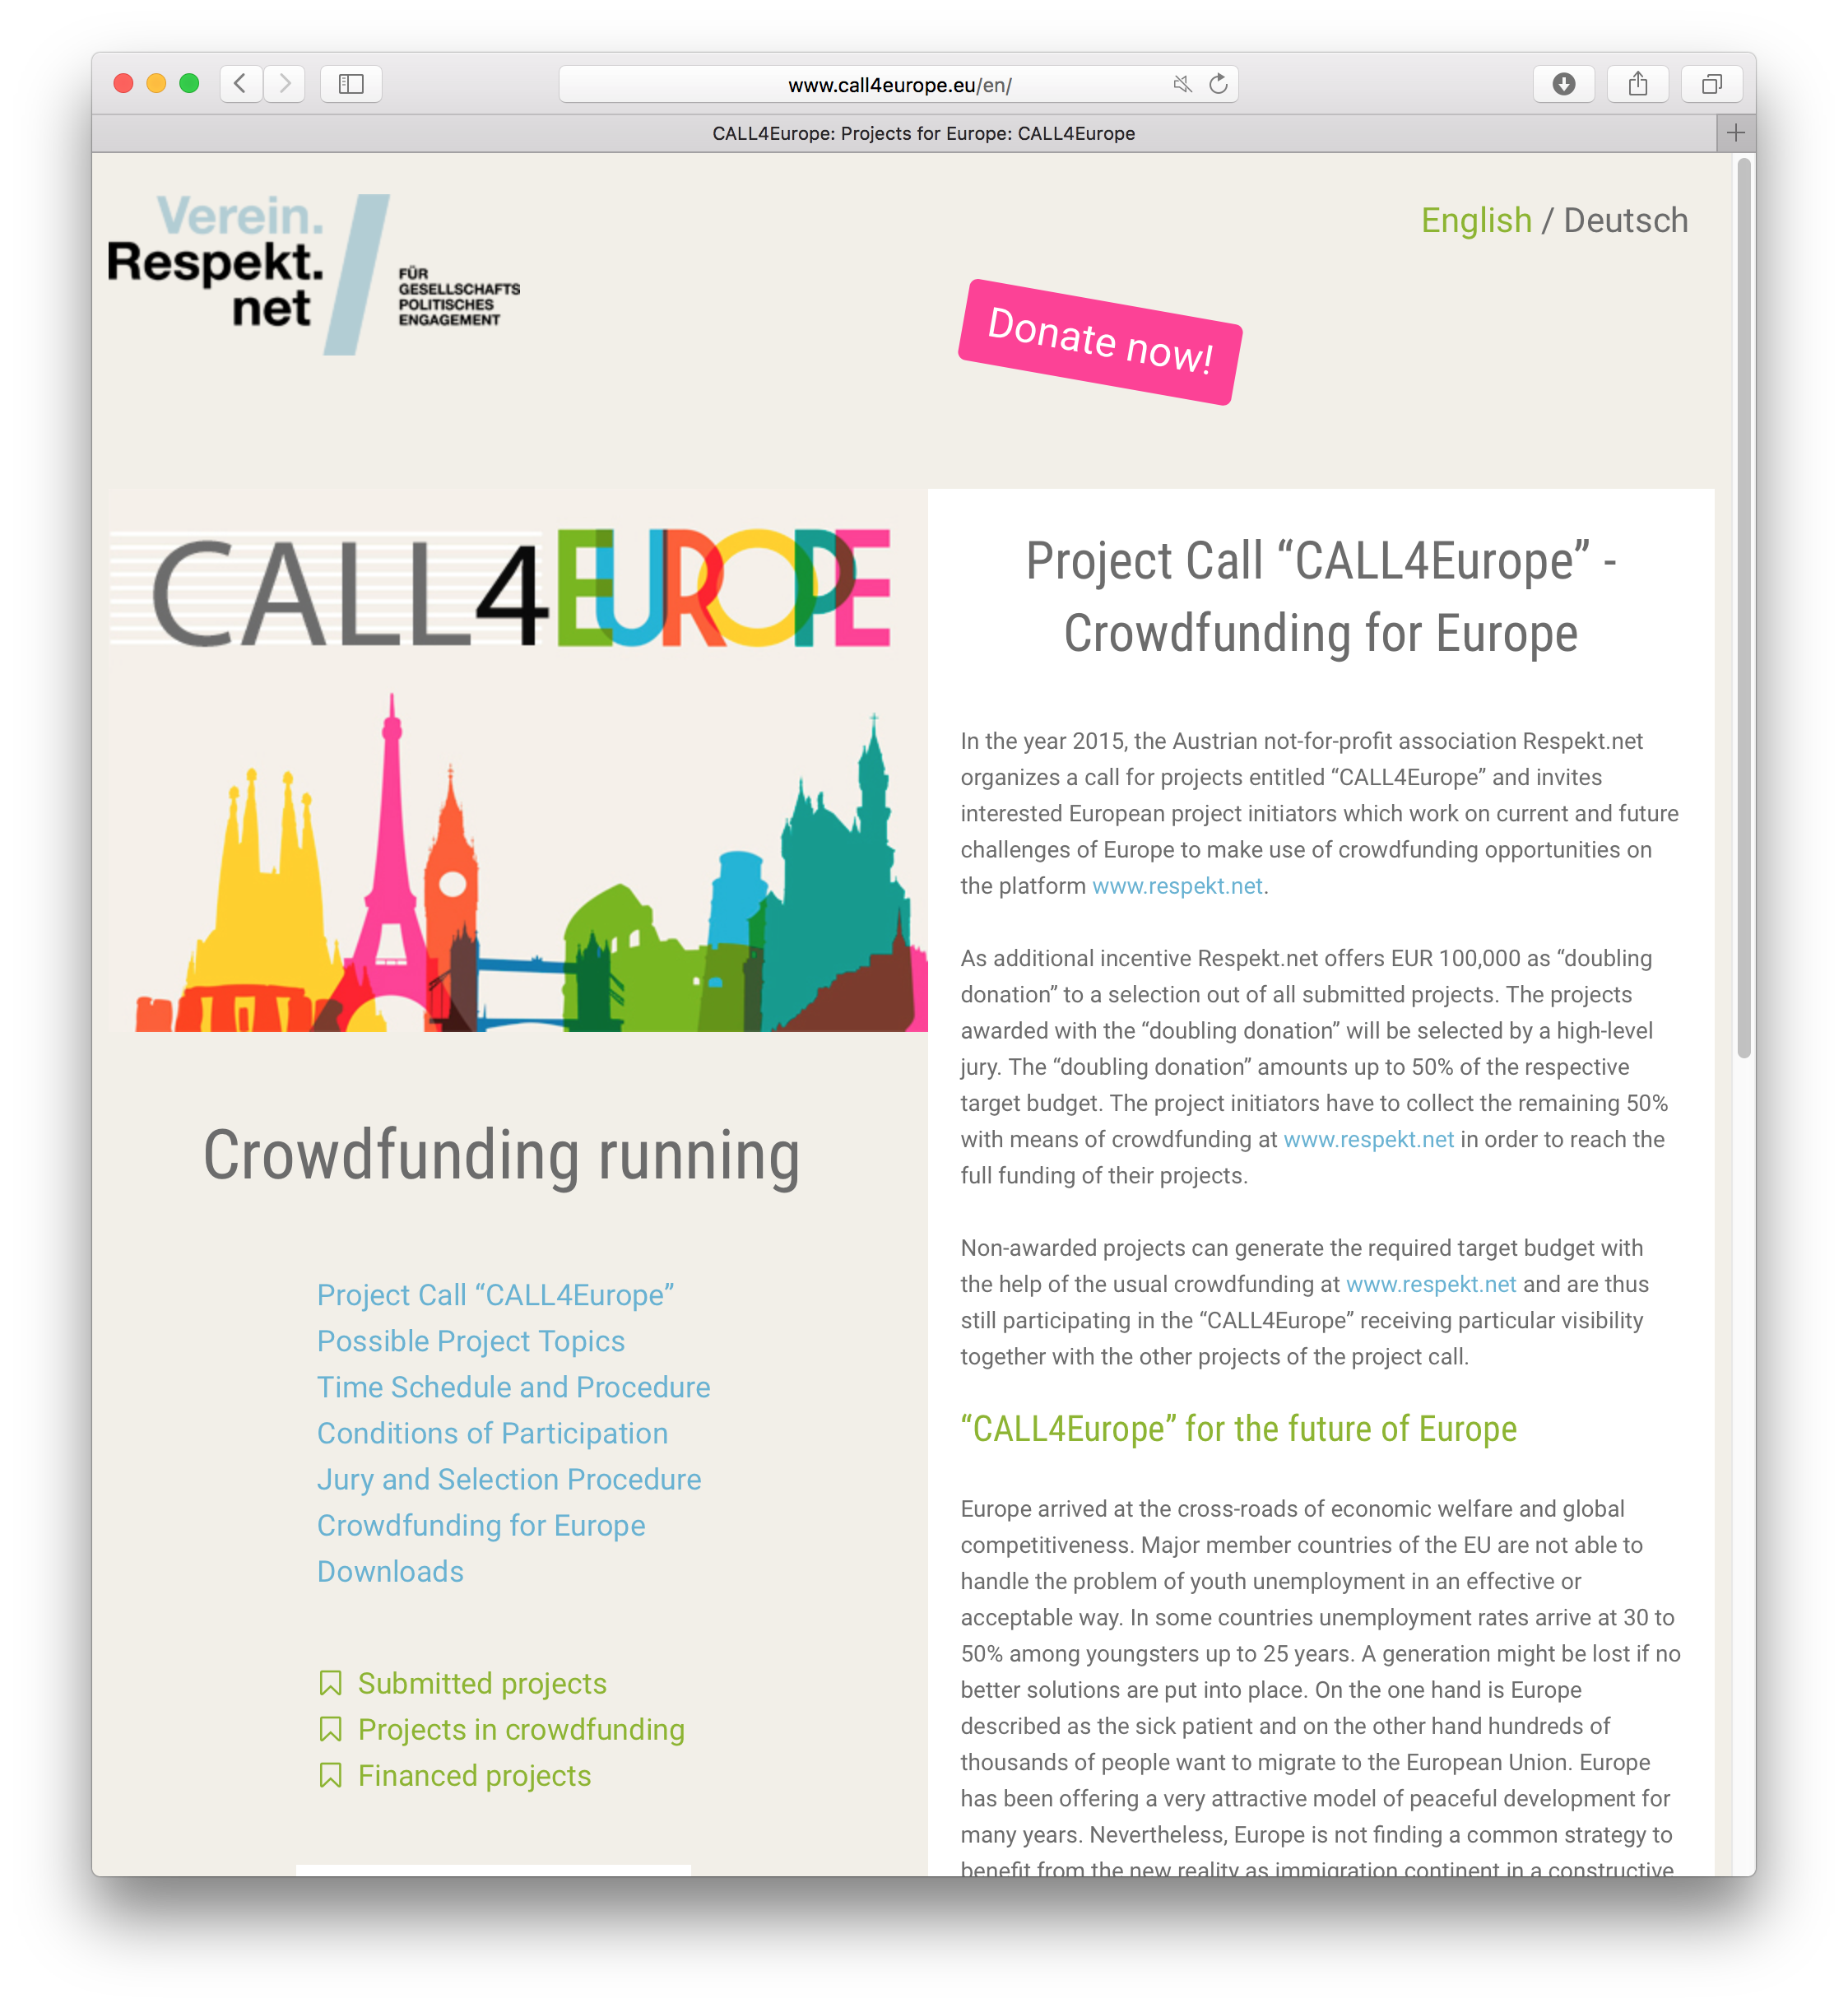 www.call4europe.eu/en/
CALL4Europe: Projects for Europe: CALL4Europe
Verein.
Respekt.
net
FÜR
GESELLSCHAFTS
POLITISCHES
ENGAGEMENT
English / Deutsch
Donate now!
CALL4EUROPE
Crowdfunding running
Project Call “CALL4Europe”
Possible Project Topics
Time Schedule and Procedure
Conditions of Participation
Jury and Selection Procedure
Crowdfunding for Europe
Downloads
Submitted projects
Projects in crowdfunding
Financed projects
Project Call “CALL4Europe” -
Crowdfunding for Europe
In the year 2015, the Austrian not-for-profit association Respekt.net
organizes a call for projects entitled “CALL4Europe” and invites
interested European project initiators which work on current and future
challenges of Europe to make use of crowdfunding opportunities on
the platform www.respekt.net.
As additional incentive Respekt.net offers EUR 100,000 as “doubling
donation” to a selection out of all submitted projects. The projects
awarded with the “doubling donation” will be selected by a high-level
jury. The “doubling donation” amounts up to 50% of the respective
target budget. The project initiators have to collect the remaining 50%
with means of crowdfunding at www.respekt.net in order to reach the
full funding of their projects.
Non-awarded projects can generate the required target budget with
the help of the usual crowdfunding at www.respekt.net and are thus
still participating in the “CALL4Europe” receiving particular visibility
together with the other projects of the project call.
“CALL4Europe” for the future of Europe
Europe arrived at the cross-roads of economic welfare and global
competitiveness. Major member countries of the EU are not able to
handle the problem of youth unemployment in an effective or
acceptable way. In some countries unemployment rates arrive at 30 to
50% among youngsters up to 25 years. A generation might be lost if no
better solutions are put into place. On the one hand is Europe
described as the sick patient and on the other hand hundreds of
thousands of people want to migrate to the European Union. Europe
has been offering a very attractive model of peaceful development for
many years. Nevertheless, Europe is not finding a common strategy to
benefit from the new reality as immigration continent in a constructive